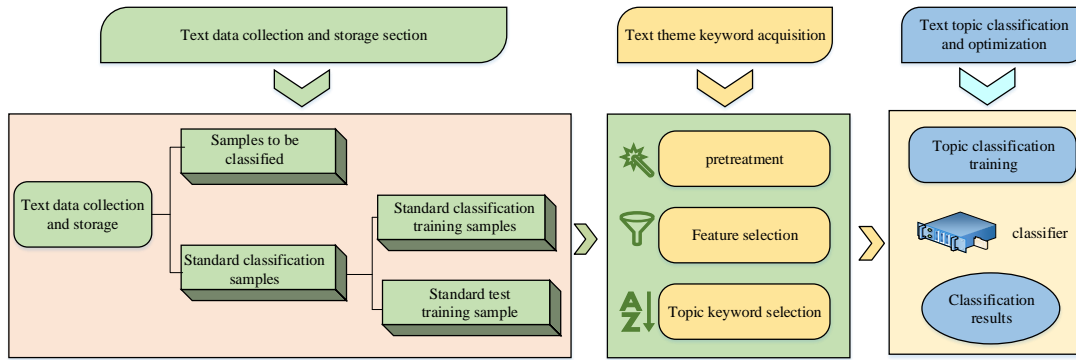 Text data collection and storage section
Text theme keyword acquisition
Text topic classification
and optimization
Samples to be
classified
Text data collection
and storage
Standard classification
samples
Standard classification
training samples
Standard test
training sample
pretreatment
Feature selection
A
Z
Topic keyword selection
Topic classification
training
classifier
Classification
results